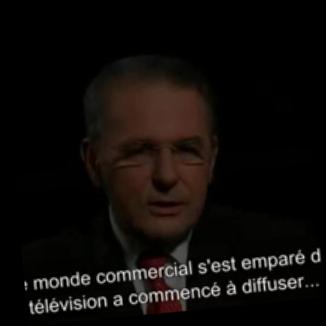 monde commercial s'est emparé d
télévision a commencé à diffuser...